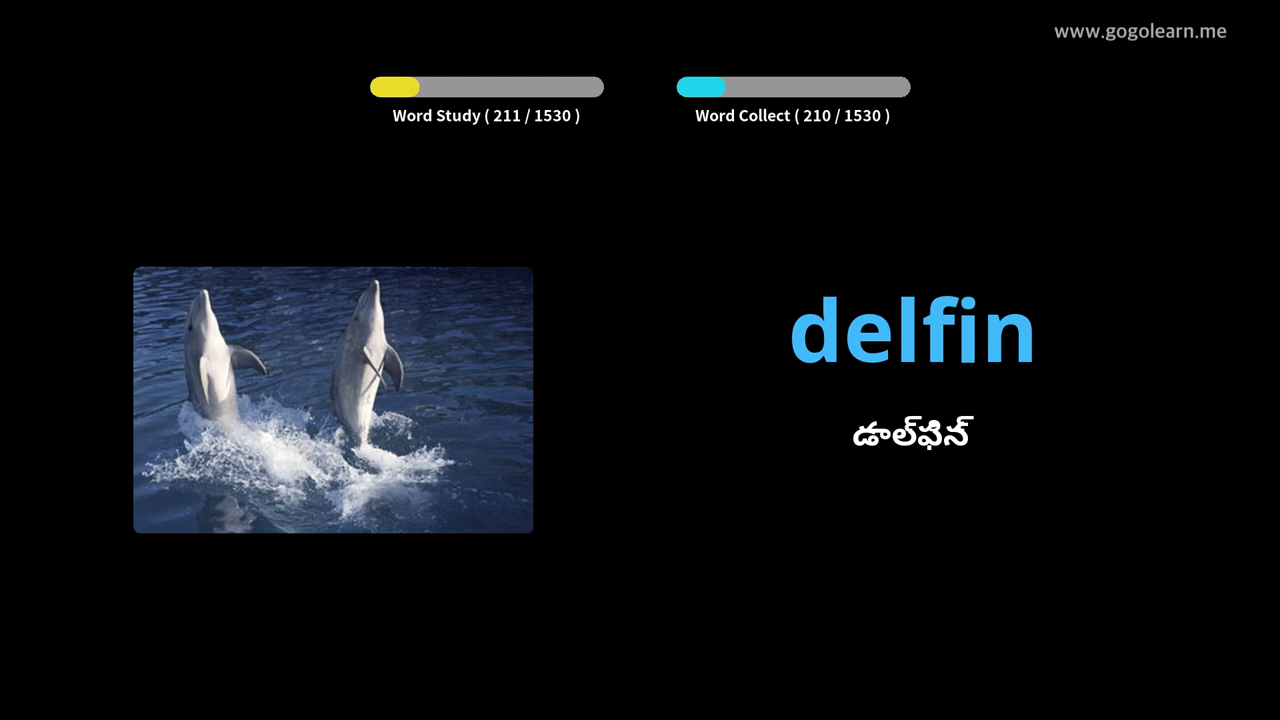 www.gogolearn.me
Word Study ( 211 / 1530 )
Word Collect ( 210 / 1530 )
delfin
డాల్ఫిన్